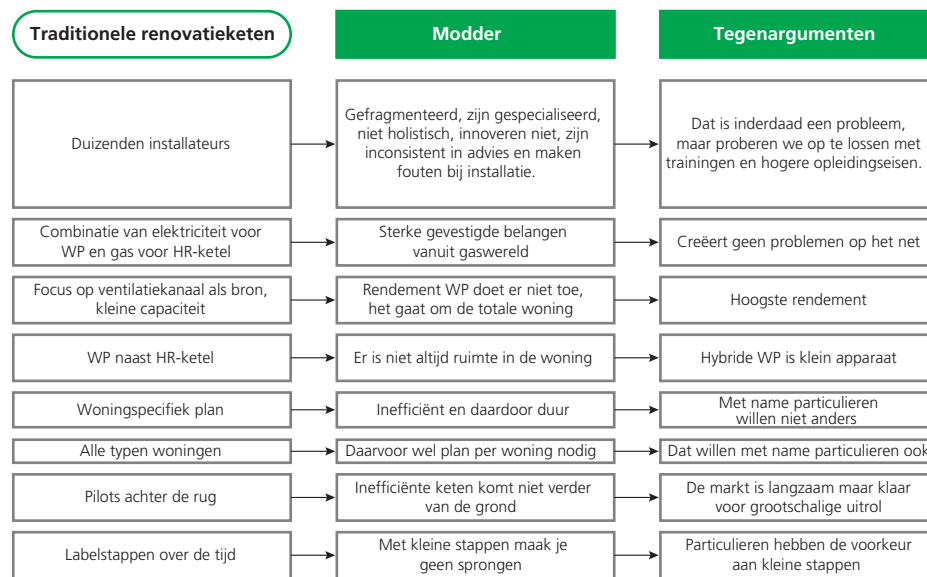 Traditionele renovatieketen
Modder
Tegenargumenten
Duizenden installateurs
Gefragmenteerd, zijn gespecialiseerd,
niet holistisch, innoveren niet, zijn
inconsistent in advies en maken
fouten bij installatie.
Dat is inderdaad een probleem,
maar proberen we op te lossen met
trainingen en hogere opleidingseisen.
Combinatie van elektriciteit voor
WP en gas voor HR-ketel
Sterke gevestigde belangen
vanuit gaswereld
Creëert geen problemen op het net
Focus op ventilatiekanaal als bron,
kleine capaciteit
Rendement WP doet er niet toe,
het gaat om de totale woning
Hoogste rendement
WP naast HR-ketel
Er is niet altijd ruimte in de woning
Hybride WP is klein apparaat
Woningspecifiek plan
Inefficiënt en daardoor duur
Met name particulieren
willen niet anders
Alle typen woningen
Daarvoor wel plan per woning nodig
Dat willen met name particulieren ook
Pilots achter de rug
Inefficiënte keten komt niet verder
van de grond
De markt is langzaam maar klaar
voor grootschalige uitrol
Labelstappen over de tijd
Met kleine stappen maak je
geen sprongen
Particulieren hebben de voorkeur
aan kleine stappen